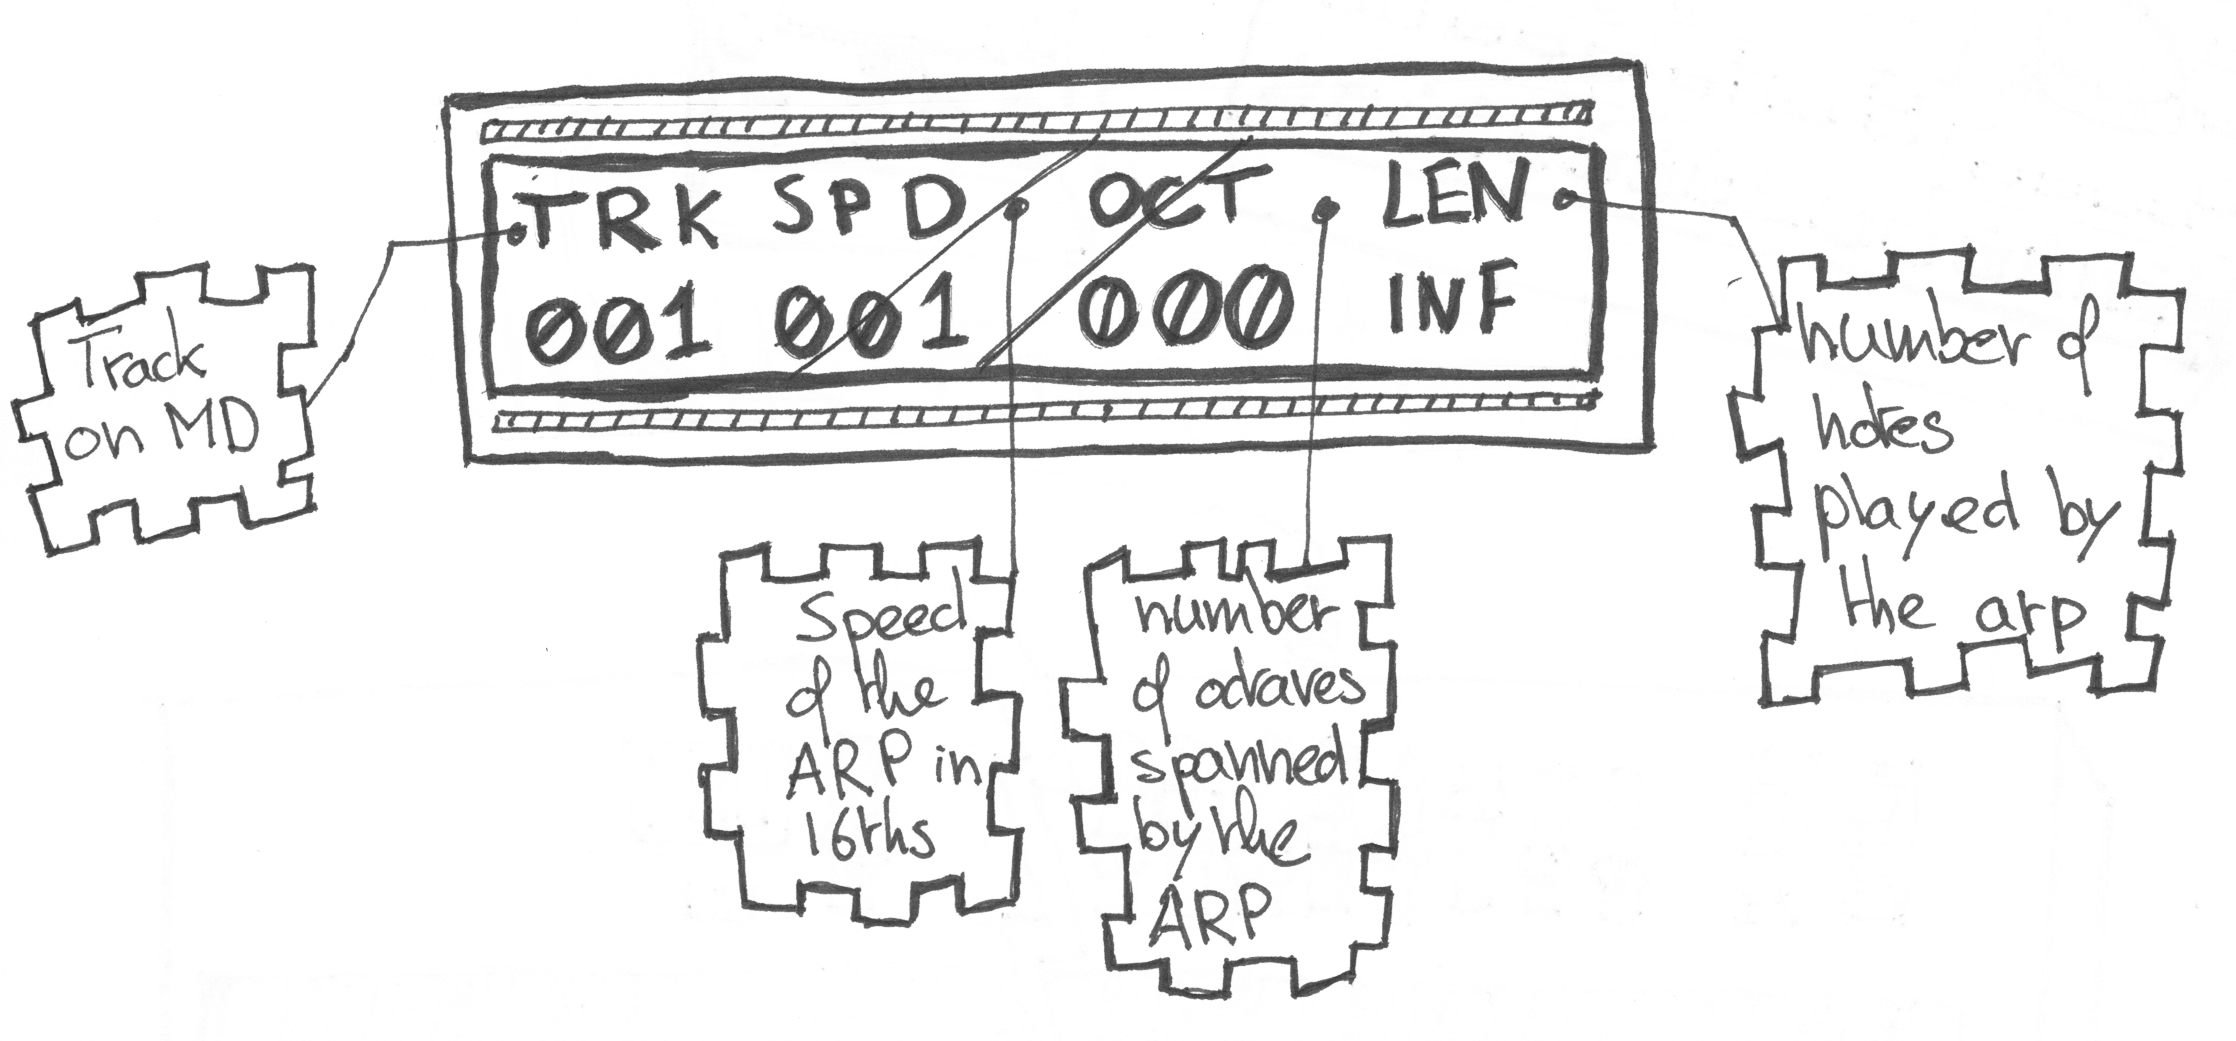 TRK SPD OCT LEN
001 001 000 INF
Track
on MD
Speed
of the
ARP in
16ths
number
of octaves
spanned
by the
ARP
number of
notes
played by
the arp